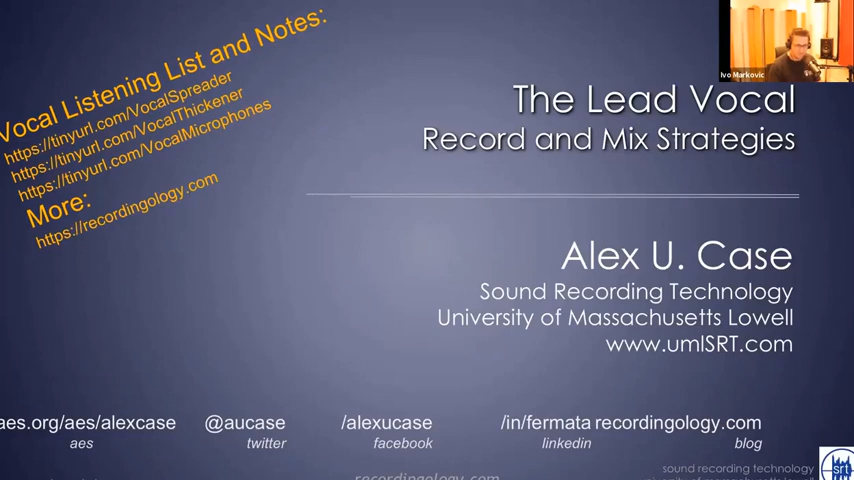 Vocal Listening List and Notes:
https://tinyurl.com/VocalSpreader
https://tinyurl.com/VocalThickener
https://tinyurl.com/VocalMicrophones
More:
https://recordingology.com
Ivo Markovic
The Lead Vocal
Record and Mix Strategies
Alex U. Case
Sound Recording Technology
University of Massachusetts Lowell
www.umlSRT.com
aes.org/aes/alexcase @aucase /alexucase /in/fermata recordingology.com
aes twitter facebook linkedin blog
recordingology.com
sound recording technology
srt